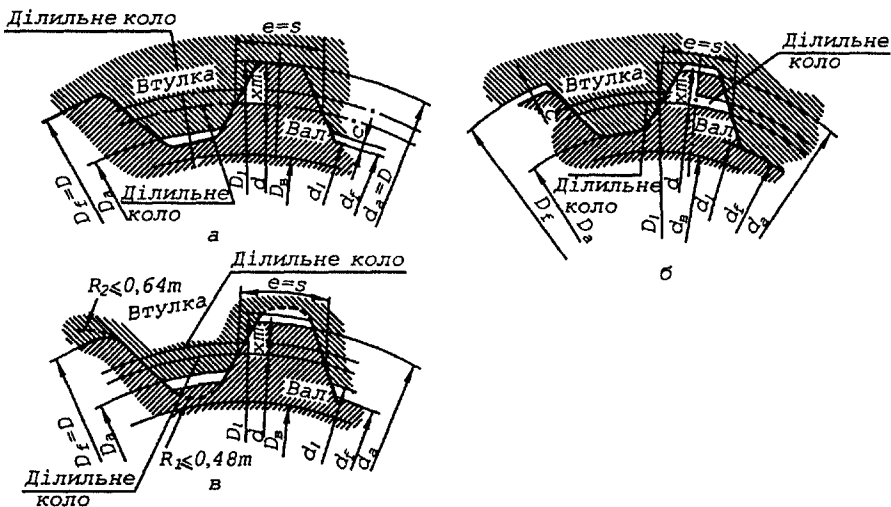 Ділильне коло
e=s
Втулка
xm
Вал
c
Df=D
Da
Ділильне
коло
D1
d
Dв
d1
df
da=D
а
e=s
Ділильне
коло
Втулка
xm
Вал
c
Ділильне
коло
Df
Da
D1
d
dв
d1
df
da
б
Ділильне коло
R2⩽0,64m
Втулка
e=s
xm
Вал
Df=D
Da
R1⩽0,48m
D1
d
Dв
d1
df
da
Ділильне
коло
в